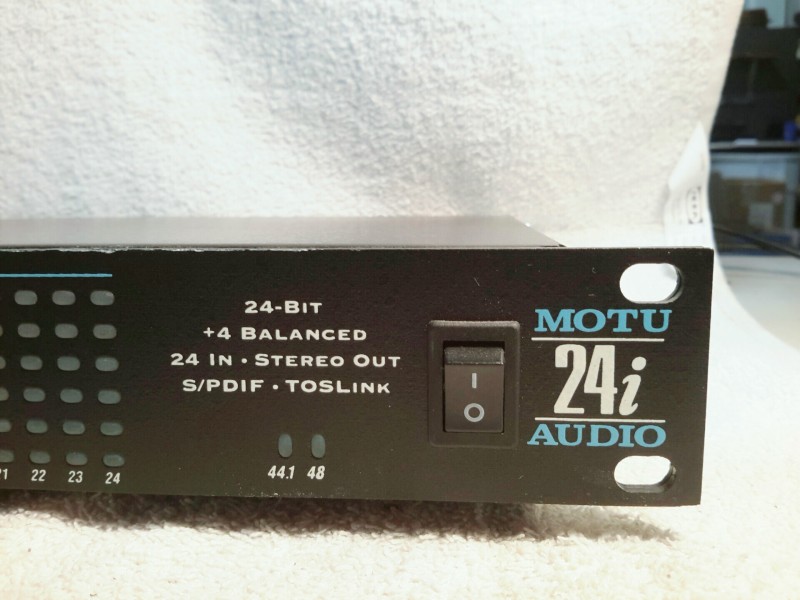 24-BIT
+4 BALANCED
24 IN · STEREO OUT
S/PDIF · TOSLINK
MOTU
24i
AUDIO
I
O
44.1 48
22 23 24